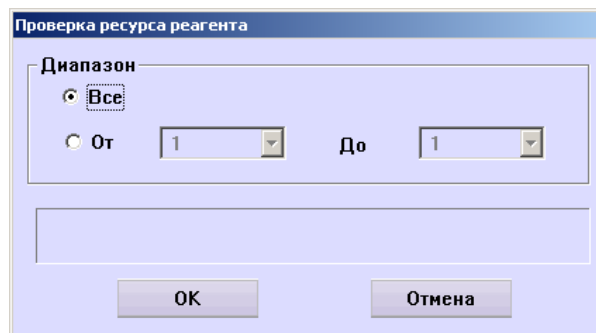 Проверка ресурса реагента
Диапазон
Все
От 1 До 1
OK Отмена